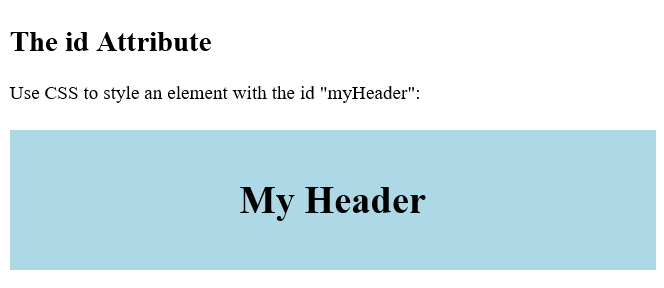 The id Attribute
Use CSS to style an element with the id "myHeader":
My Header